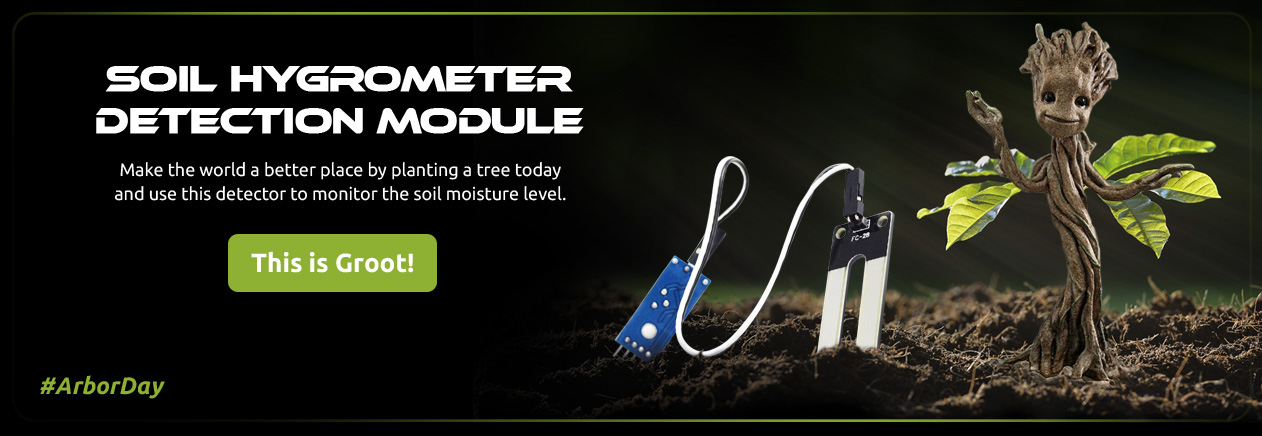 SOIL HYGROMETER
DETECTION MODULE
Make the world a better place by planting a tree today
and use this detector to monitor the soil moisture level.
This is Groot!
FC-28
#ArborDay